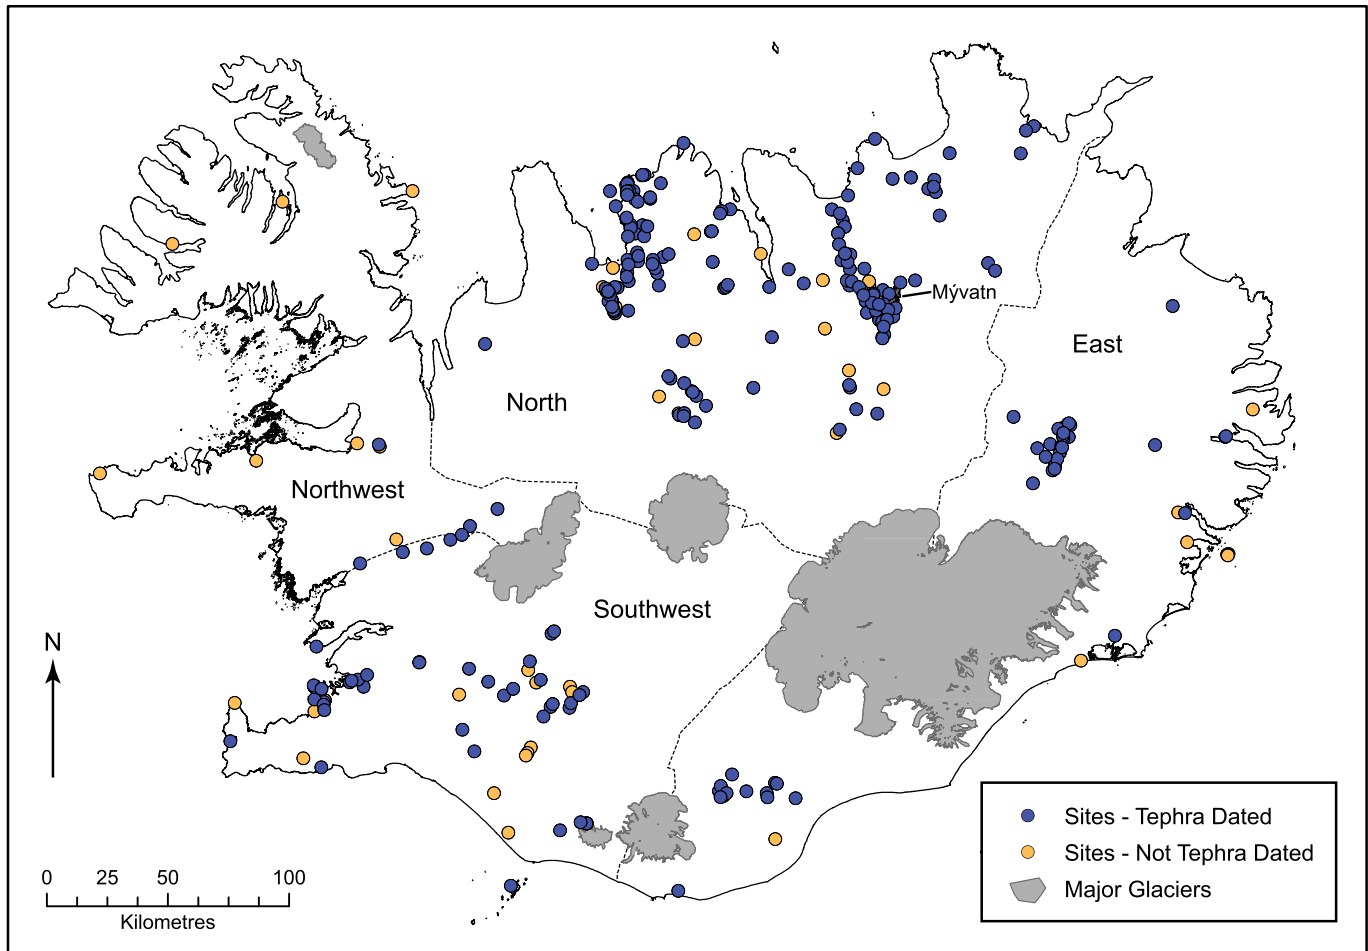 Mývatn
East
North
Northwest
Southwest
N
Sites - Tephra Dated
Sites - Not Tephra Dated
Major Glaciers
0 25 50 100
Kilometres